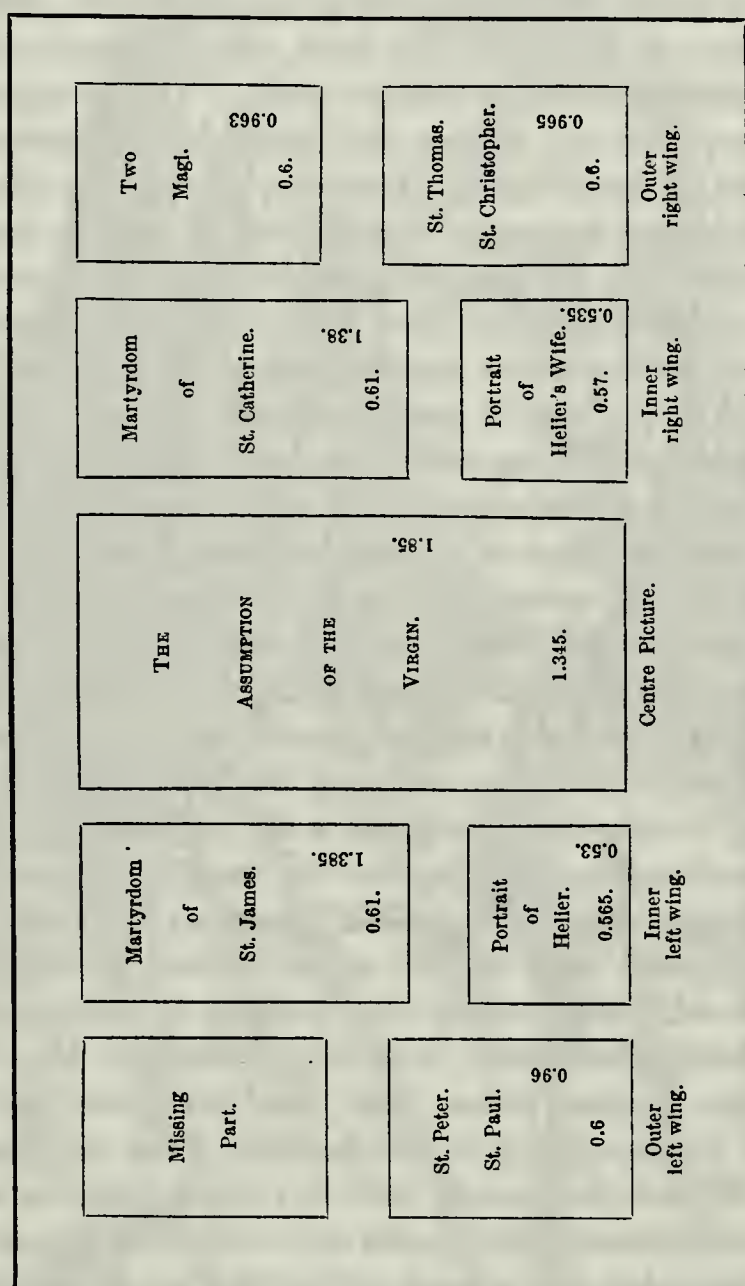 Missing
Part.
St. Peter.
St. Paul.
0.96
0.6
Outer
left wing.
Martyrdom
of
St. James.
1.385.
0.61.
Portrait
of
Heller.
0.53.
0.565.
Inner
left wing.
THE
ASSUMPTION
OF THE
VIRGIN.
1.85.
1.345.
Centre Picture.
Martyrdom
of
St. Catherine.
1.38.
0.61.
Portrait
of
Heller's Wife.
0.535.
0.57.
Inner
right wing.
Two
Magi.
0.963
0.6.
St. Thomas.
St. Christopher.
0.965
0.6.
Outer
right wing.